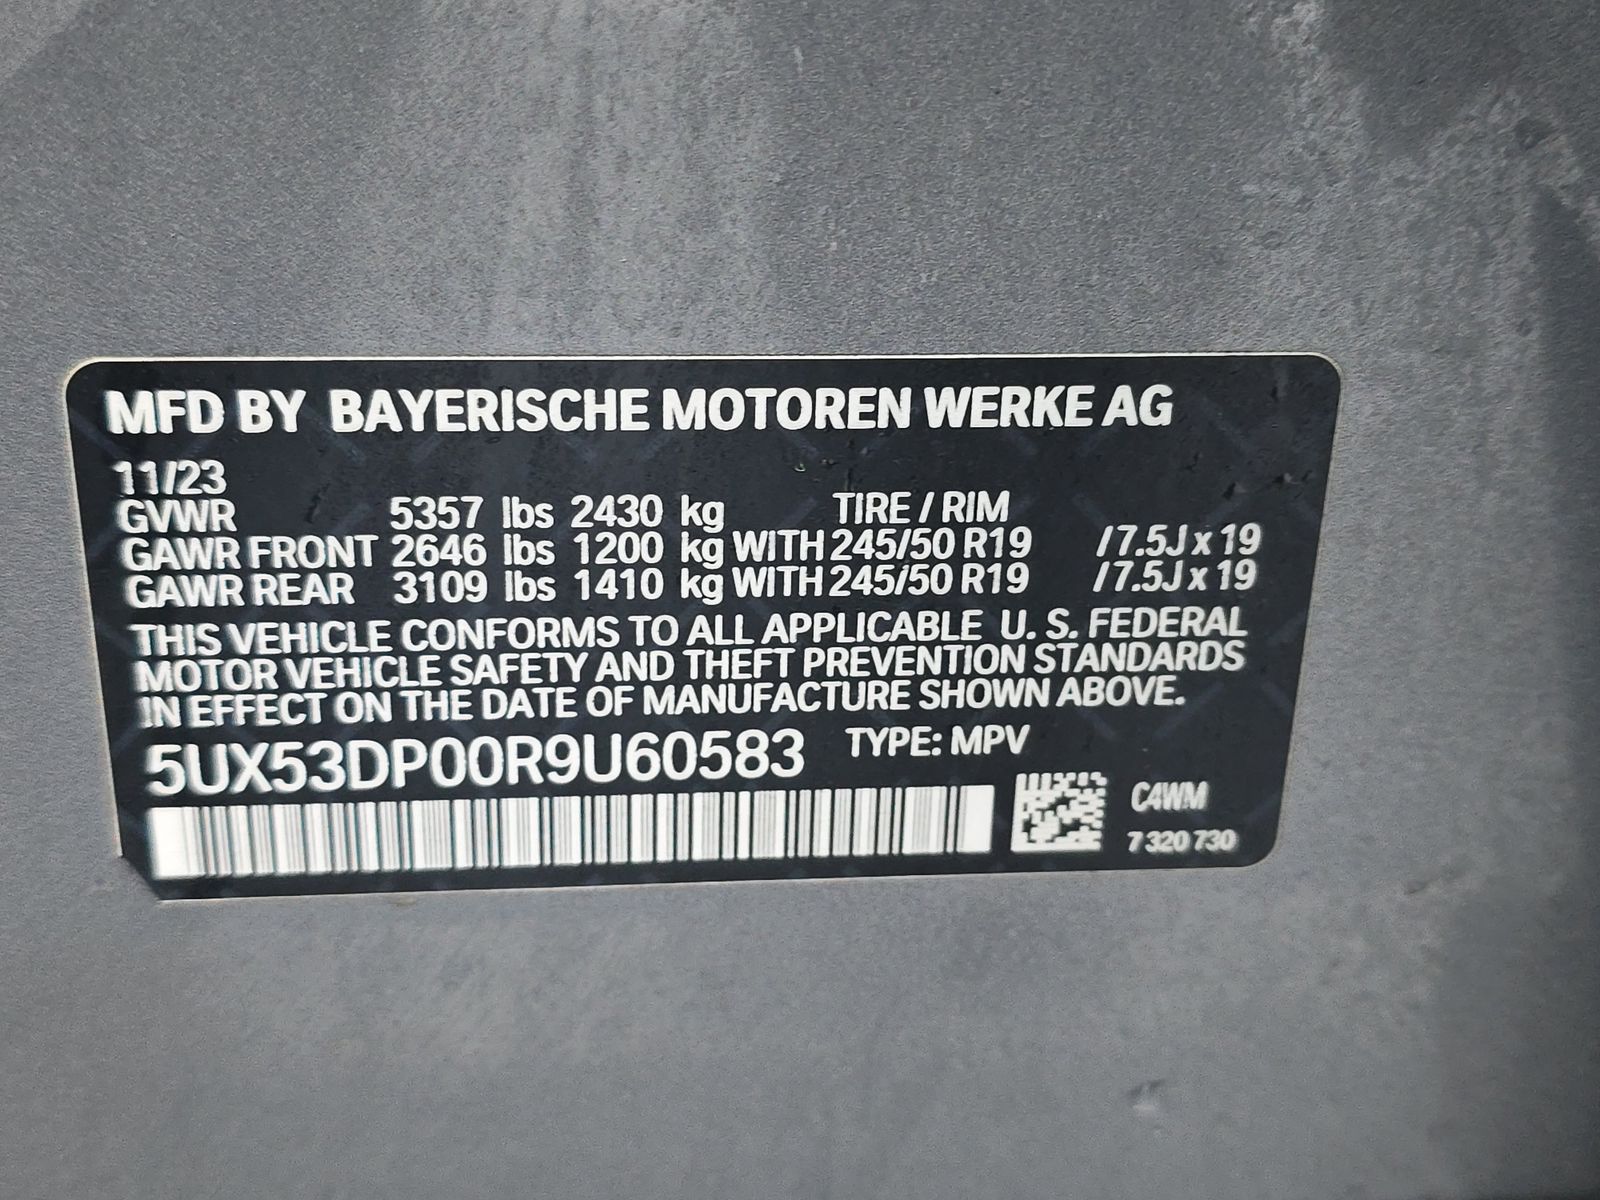 MFD BY BAYERISCHE MOTOREN WERKE AG
11/23
GVWR 5357 lbs 2430 kg TIRE / RIM
GAWR FRONT 2646 lbs 1200 kg WITH 245/50 R19 / 7.5J x 19
GAWR REAR 3109 lbs 1410 kg WITH 245/50 R19 / 7.5J x 19
THIS VEHICLE CONFORMS TO ALL APPLICABLE U. S. FEDERAL
MOTOR VEHICLE SAFETY AND THEFT PREVENTION STANDARDS
IN EFFECT ON THE DATE OF MANUFACTURE SHOWN ABOVE.
5UX53DP00R9U60583 TYPE: MPV
C4WM
7 320 730